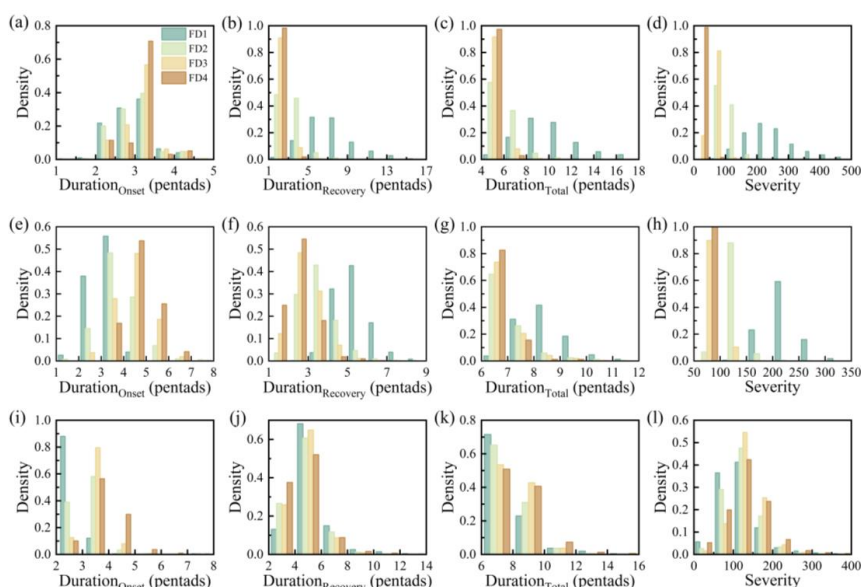 (a) (b) (c) (d)
FD1
FD2
FD3
FD4
Density Density Density Density
0.8 0.6 0.4 0.2 0.0
1.0 0.8 0.6 0.4 0.2 0.0
1.0 0.8 0.6 0.4 0.2 0.0
1.0 0.8 0.6 0.4 0.2 0.0
1 2 3 4 5 1 5 9 13 17 4 6 8 10 12 14 16 18 0 100 200 300 400 500
DurationOnset (pentads) DurationRecovery (pentads) DurationTotal (pentads) Severity
(e) (f) (g) (h)
Density Density Density Density
0.6 0.5 0.4 0.3 0.2 0.1 0.0
0.6 0.5 0.4 0.3 0.2 0.1 0.0
1.0 0.8 0.6 0.4 0.2 0.0
1.0 0.8 0.6 0.4 0.2 0.0
1 2 3 4 5 6 7 8 1 3 5 7 9 6 7 8 9 10 11 12 50 100 150 200 250 300 350
DurationOnset (pentads) DurationRecovery (pentads) DurationTotal (pentads) Severity
(i) (j) (k) (l)
Density Density Density Density
1.0 0.8 0.6 0.4 0.2 0.0
0.6 0.4 0.2 0.0
0.8 0.6 0.4 0.2 0.0
0.6 0.5 0.4 0.3 0.2 0.1 0.0
2 3 4 5 6 7 8 2 4 6 8 10 12 14 6 8 10 12 14 16 0 100 200 300 400
DurationOnset (pentads) DurationRecovery (pentads) DurationTotal (pentads) Severity